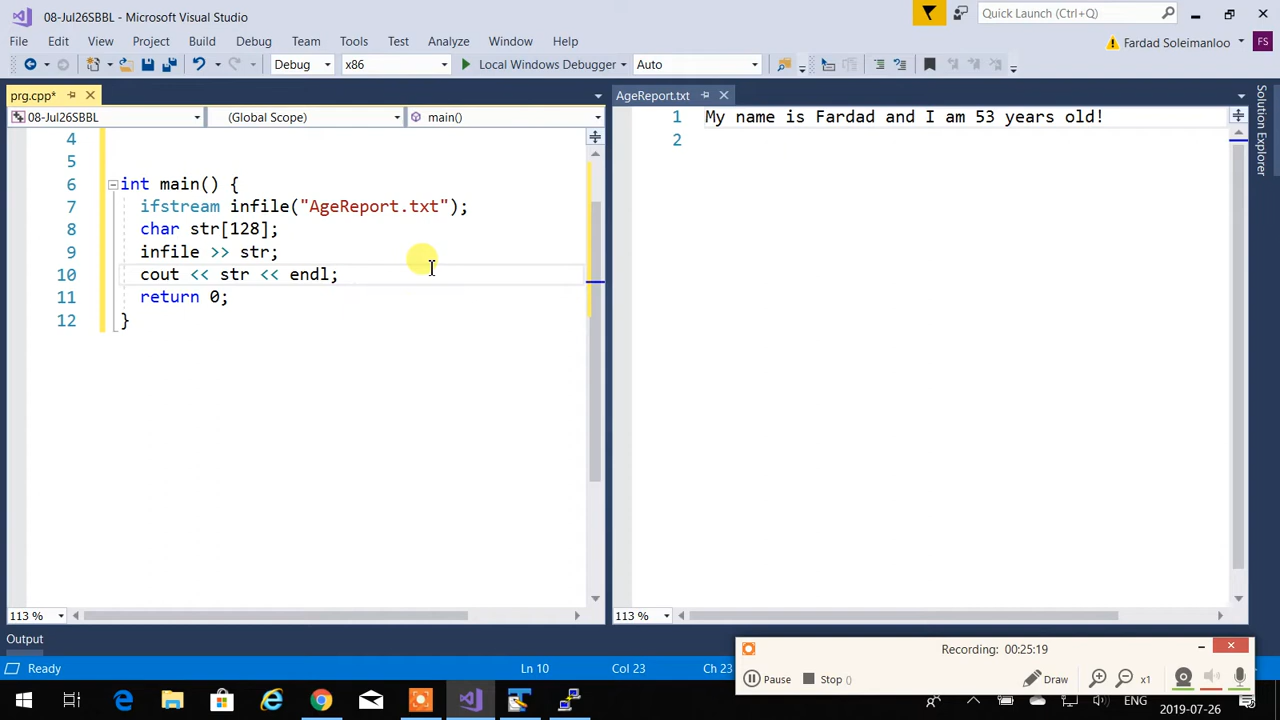 08-Jul26SBBL - Microsoft Visual Studio
Quick Launch (Ctrl+Q)
File Edit View Project Build Debug Team Tools Test Analyze Window Help
Fardad Soleimanloo FS
Debug x86 Local Windows Debugger Auto
prg.cpp*
08-Jul26SBBL (Global Scope) main()
4
5
6 int main() {
7 ifstream infile("AgeReport.txt");
8 char str[128];
9 infile >> str;
10 cout << str << endl;
11 return 0;
12 }
113 %
AgeReport.txt
1 My name is Fardad and I am 53 years old!
2
113 %
Solution Explorer
Output
Ready Ln 10 Col 23 Ch 23
Recording: 00:25:19
Pause Stop () Draw x1
ENG
2019-07-26